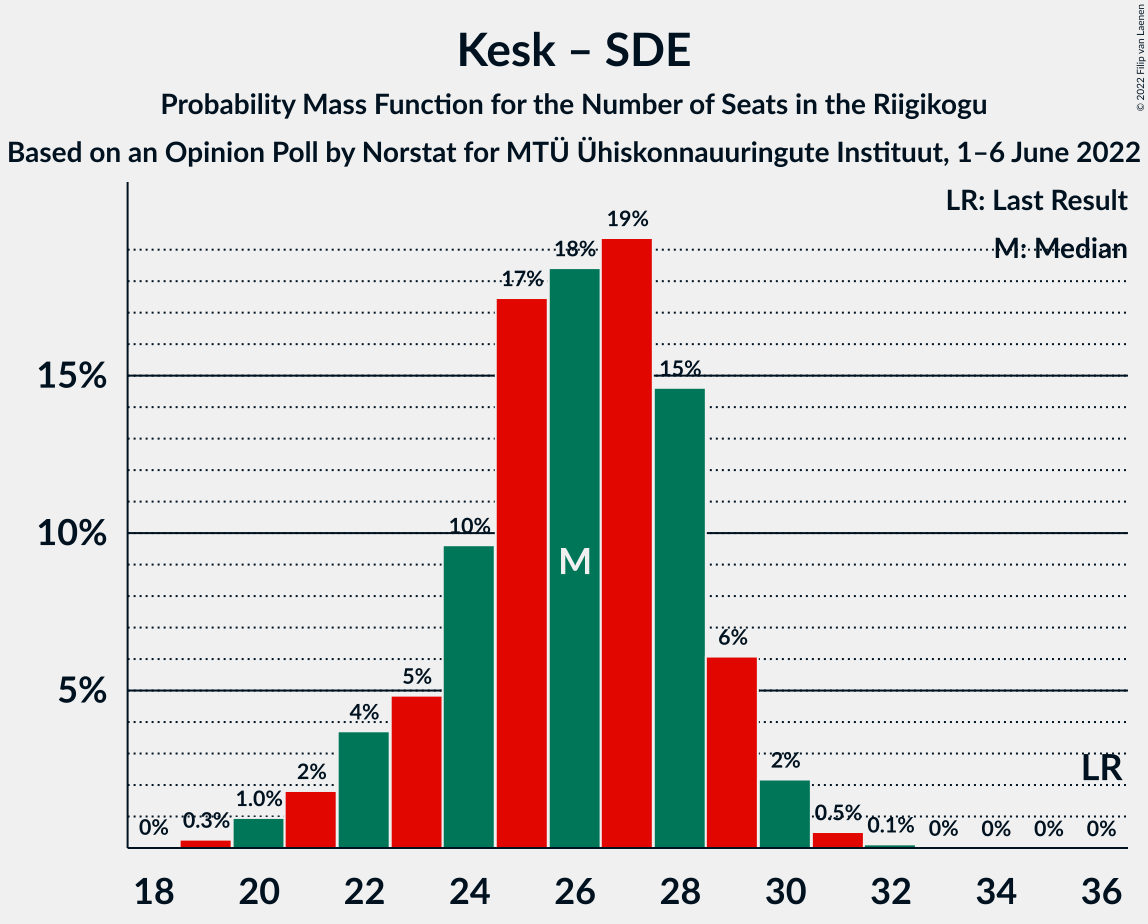 Kesk – SDE
Probability Mass Function for the Number of Seats in the Riigikogu
Based on an Opinion Poll by Norstat for MTÜ Ühiskonnauuringute Instituut, 1–6 June 2022
© 2022 Filip van Laenen
LR: Last Result
M: Median
15%
10%
5%
0%
0.3%
1.0%
2%
4%
5%
10%
17%
18%
19%
15%
6%
2%
0.5%
0.1%
0%
0%
0%
0%
M
LR
18 20 22 24 26 28 30 32 34 36